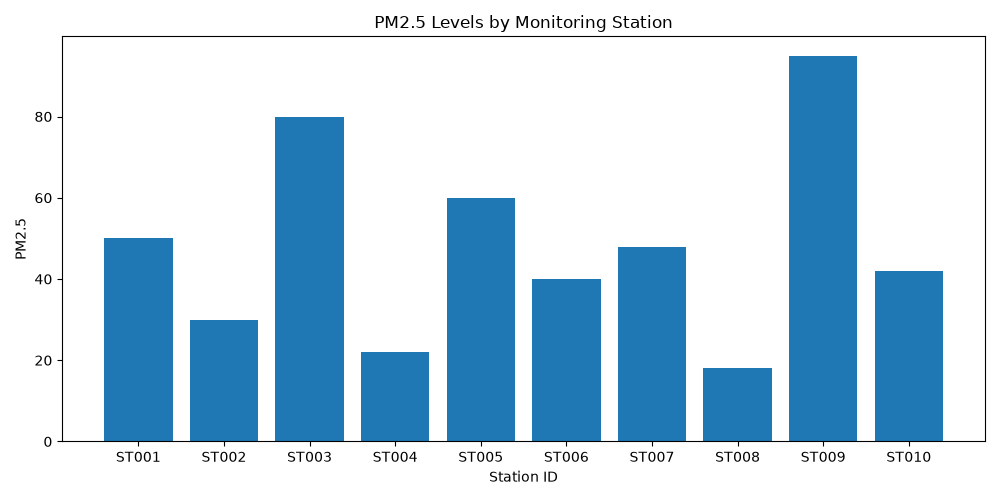 PM2.5 Levels by Monitoring Station
PM2.5
80
60
40
20
0
ST001 ST002 ST003 ST004 ST005 ST006 ST007 ST008 ST009 ST010
Station ID